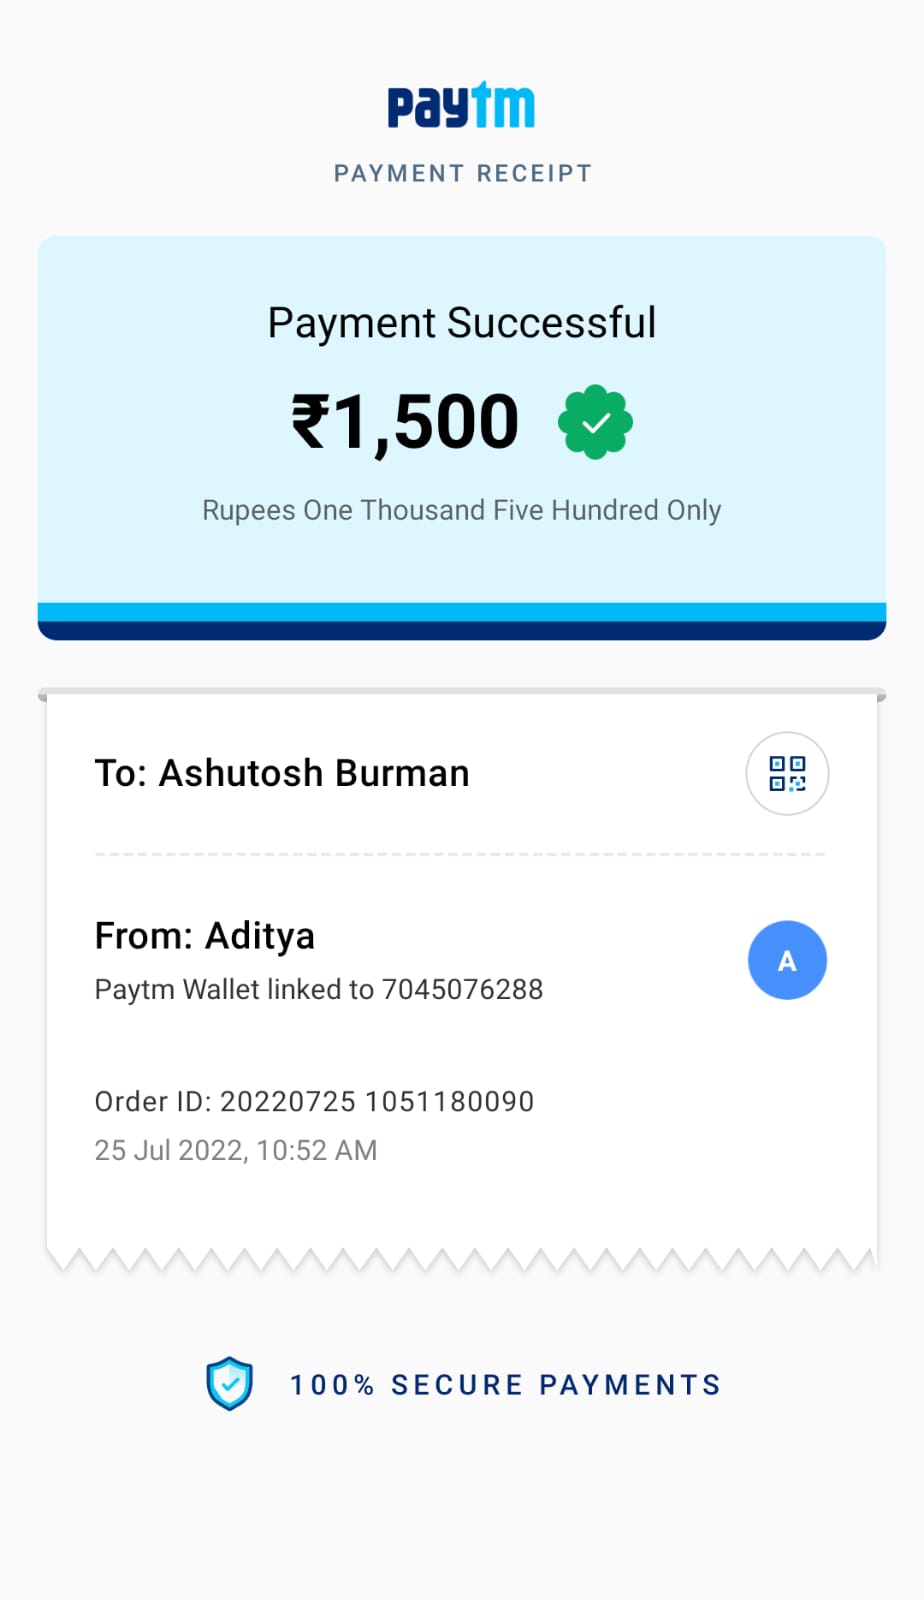 paytm
PAYMENT RECEIPT
Payment Successful
₹1,500
Rupees One Thousand Five Hundred Only
To: Ashutosh Burman
From: Aditya
A
Paytm Wallet linked to 7045076288
Order ID: 20220725 1051180090
25 Jul 2022, 10:52 AM
100% SECURE PAYMENTS